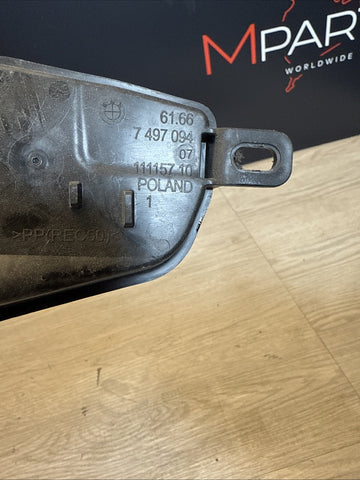 MPART
WORLDWIDE
61.66
7 497 094
07
111157 10
POLAND
1
>PP(REC50)<